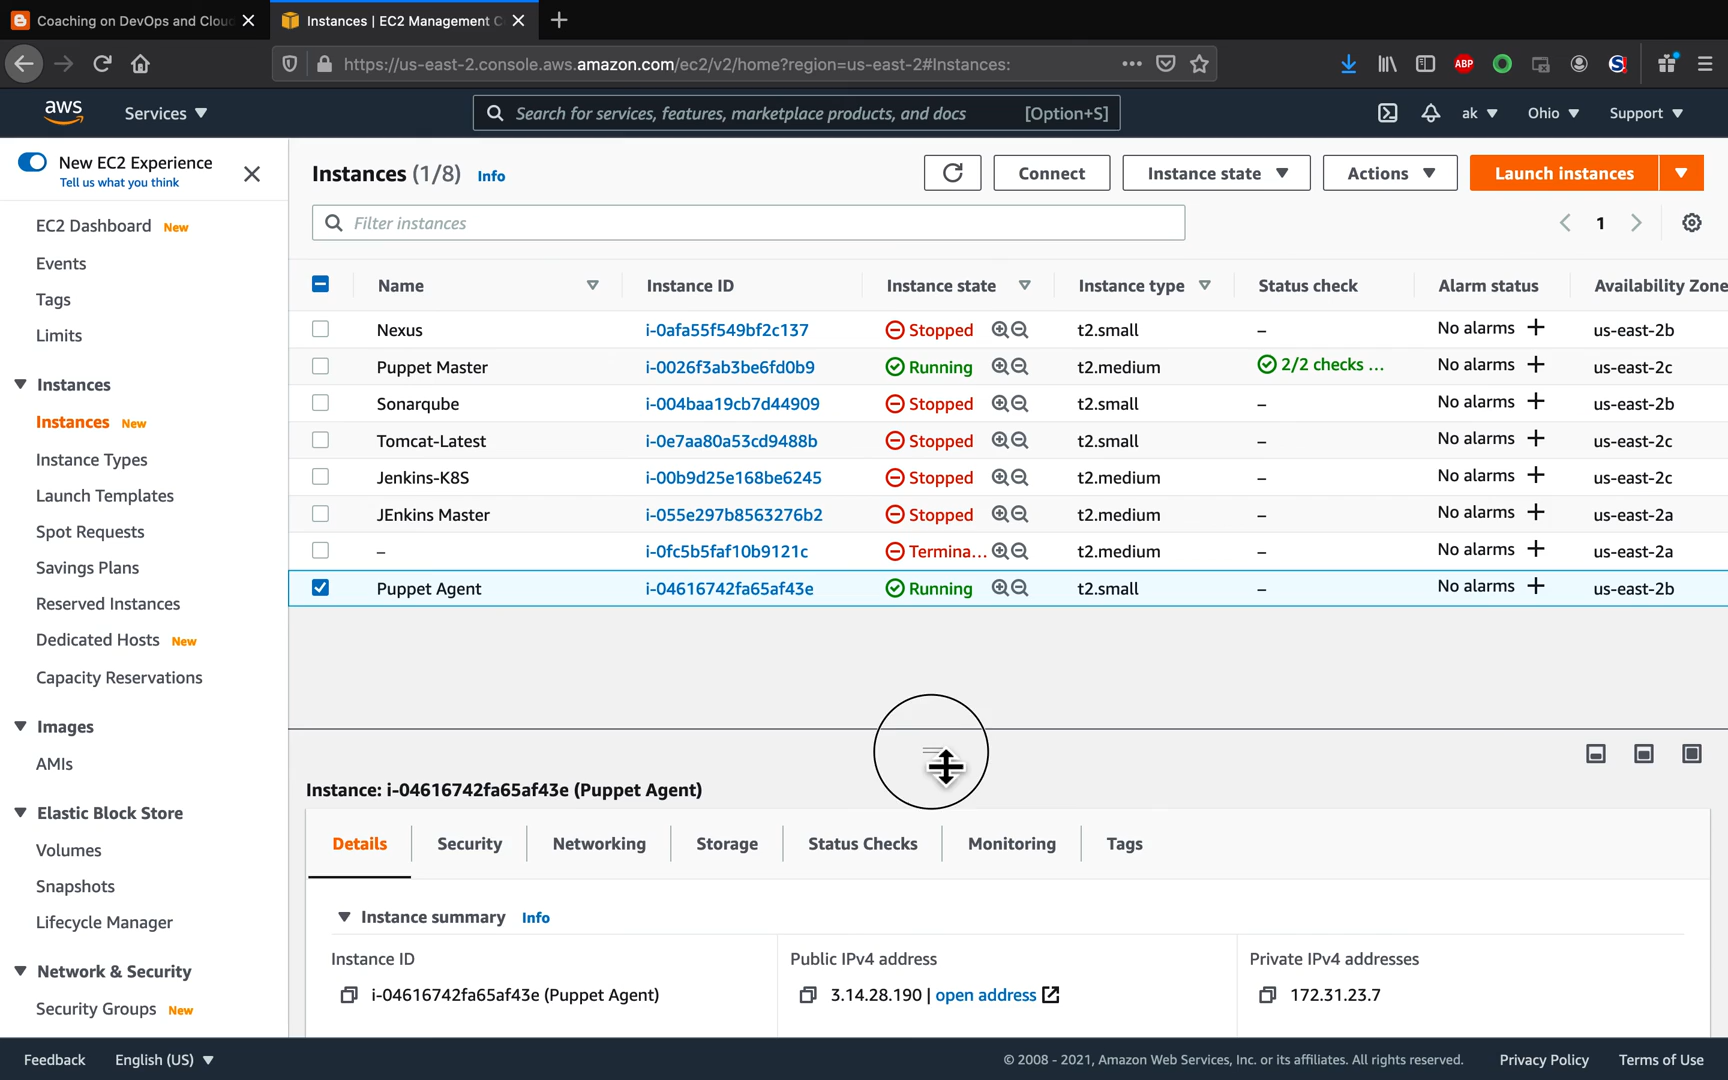 Coaching on DevOps and Clou
Instances | EC2 Management C
https://us-east-2.console.aws.amazon.com/ec2/v2/home?region=us-east-2#Instances:
ABP
aws
Services
Search for services, features, marketplace products, and docs [Option+S]
ak
Ohio
Support
New EC2 Experience
Tell us what you think
EC2 Dashboard New
Events
Tags
Limits
Instances
Instances New
Instance Types
Launch Templates
Spot Requests
Savings Plans
Reserved Instances
Dedicated Hosts New
Capacity Reservations
Images
AMIs
Elastic Block Store
Volumes
Snapshots
Lifecycle Manager
Network & Security
Security Groups New
Instances (1/8) Info
Connect
Instance state
Actions
Launch instances
Filter instances
1
Name Instance ID Instance state Instance type Status check Alarm status Availability Zone
Nexus i-0afa55f549bf2c137 Stopped t2.small – No alarms + us-east-2b
Puppet Master i-0026f3ab3be6fd0b9 Running t2.medium 2/2 checks ... No alarms + us-east-2c
Sonarqube i-004baa19cb7d44909 Stopped t2.small – No alarms + us-east-2b
Tomcat-Latest i-0e7aa80a53cd9488b Stopped t2.small – No alarms + us-east-2c
Jenkins-K8S i-00b9d25e168be6245 Stopped t2.medium – No alarms + us-east-2c
JEnkins Master i-055e297b8563276b2 Stopped t2.medium – No alarms + us-east-2a
– i-0fc5b5faf10b9121c Termina... t2.medium – No alarms + us-east-2a
Puppet Agent i-04616742fa65af43e Running t2.small – No alarms + us-east-2b
Instance: i-04616742fa65af43e (Puppet Agent)
Details Security Networking Storage Status Checks Monitoring Tags
Instance summary Info
Instance ID
i-04616742fa65af43e (Puppet Agent)
Public IPv4 address
3.14.28.190 | open address
Private IPv4 addresses
172.31.23.7
Feedback
English (US)
© 2008 - 2021, Amazon Web Services, Inc. or its affiliates. All rights reserved.
Privacy Policy
Terms of Use